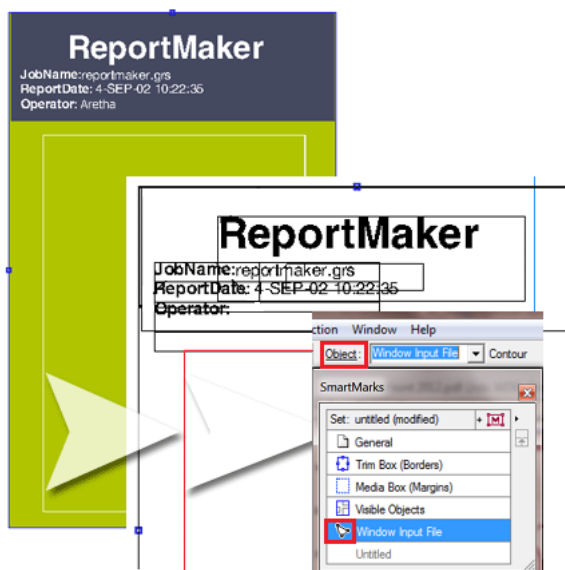 ReportMaker
JobName:reportmaker.grs
ReportDate: 4-SEP-02 10:22:35
Operator: Aretha
ReportMaker
JobName:reportmaker.grs
ReportDate: 4-SEP-02 10:22:35
Operator:
ction Window Help
Object: Window Input File Contour
SmartMarks
Set: untitled (modified) + [M]
General
Trim Box (Borders)
Media Box (Margins)
Visible Objects
Window Input File
Untitled